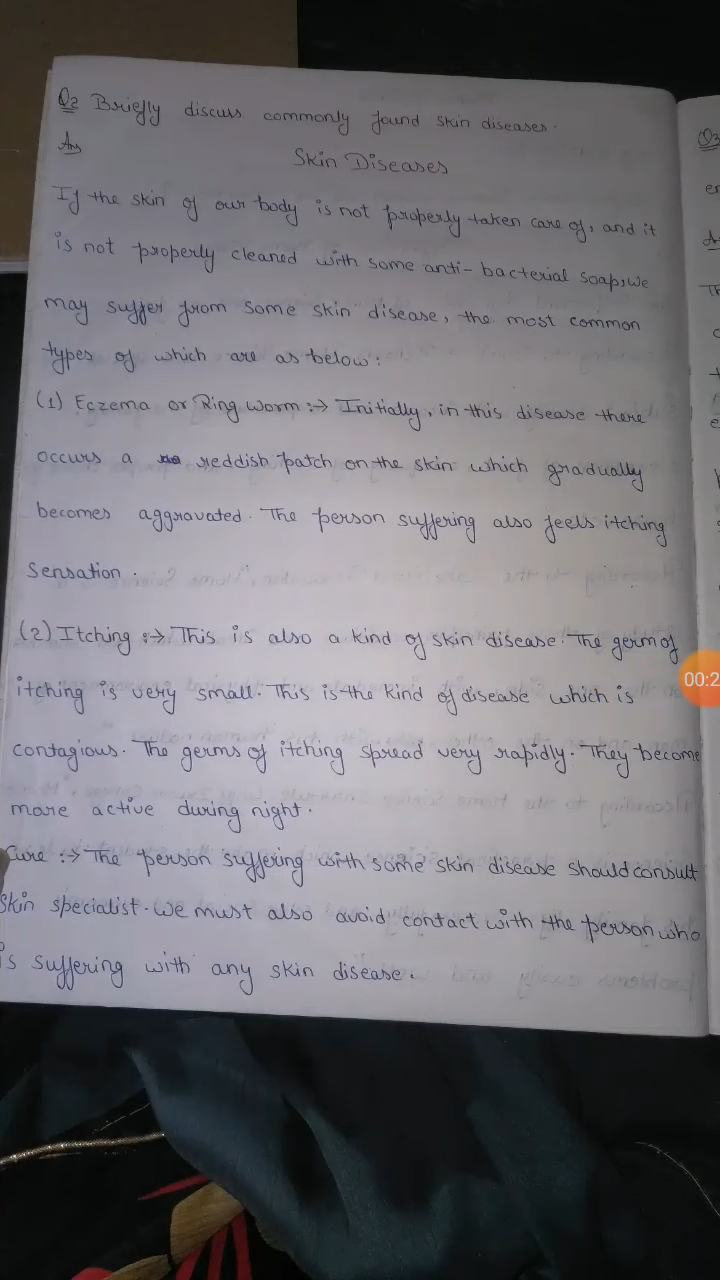 Q2 Briefly discuss commonly found skin diseases.
Ans
Skin Diseases
If the skin of our body is not properly taken care of, and it
is not properly cleaned with some anti-bacterial soap, we
may suffer from some skin disease, the most common
types of which are as below:
(1) Eczema or Ring worm :→ Initially, in this disease there
occurs a reddish patch on the skin which gradually
becomes aggravated. The person suffering also feels itching
Sensation.
(2) Itching :→ This is also a kind of skin disease. The germ of
itching is very small. This is the kind of disease which is
contagious. The germs of itching spread very rapidly. They become
more active during night.
Cure :→ The person suffering with some skin disease should consult
Skin specialist. We must also avoid contact with the person who
is suffering with any skin disease.
Q3
00:2